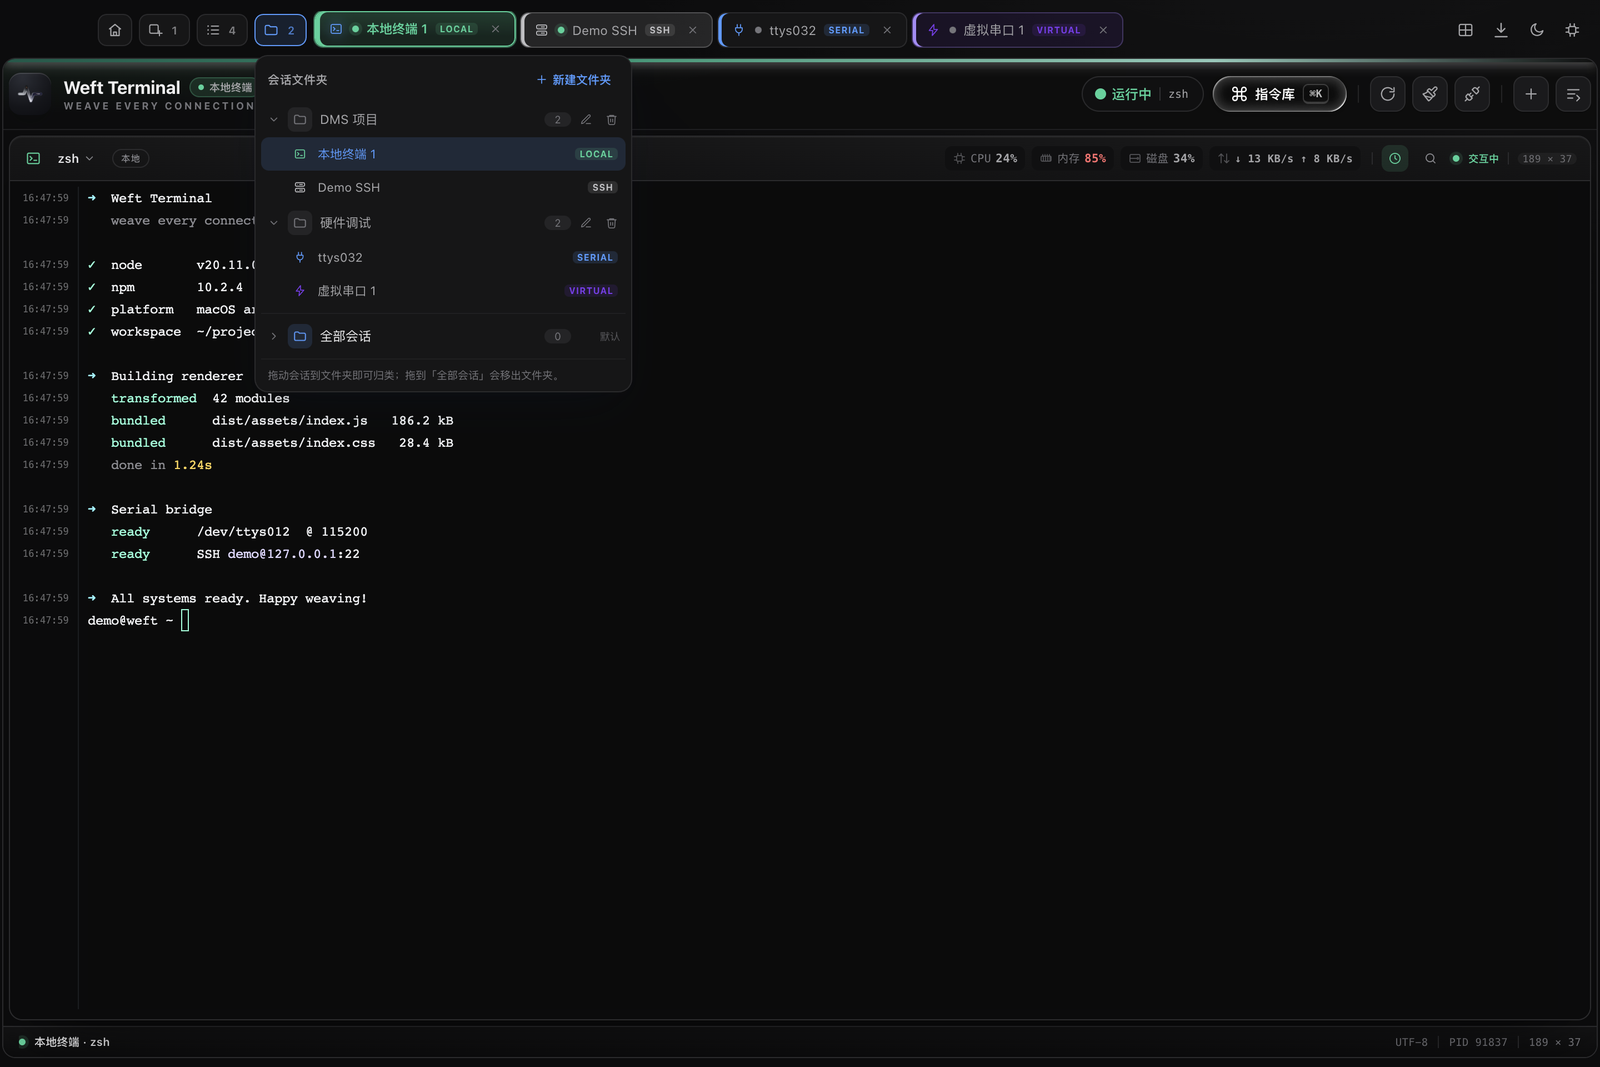 1
4
2
本地终端 1 LOCAL
Demo SSH SSH
ttys032 SERIAL
虚拟串口 1 VIRTUAL
Weft Terminal
本地终端
WEAVE EVERY CONNECTION
运行中 zsh
指令库 ⌘K
会话文件夹
+ 新建文件夹
DMS 项目 2
本地终端 1 LOCAL
Demo SSH SSH
硬件调试 2
ttys032 SERIAL
虚拟串口 1 VIRTUAL
全部会话 0 默认
拖动会话到文件夹即可归类；拖到「全部会话」会移出文件夹。
zsh 本地
CPU 24%
内存 85%
磁盘 34%
↓ 13 KB/s ↑ 8 KB/s
交互中
189 × 37
16:47:59 ➜ Weft Terminal
16:47:59 weave every connect
16:47:59 ✓ node v20.11.0
16:47:59 ✓ npm 10.2.4
16:47:59 ✓ platform macOS ar
16:47:59 ✓ workspace ~/projec
16:47:59 ➜ Building renderer
16:47:59 transformed 42 modules
16:47:59 bundled dist/assets/index.js 186.2 kB
16:47:59 bundled dist/assets/index.css 28.4 kB
16:47:59 done in 1.24s
16:47:59 ➜ Serial bridge
16:47:59 ready /dev/ttys012 @ 115200
16:47:59 ready SSH demo@127.0.0.1:22
16:47:59 ➜ All systems ready. Happy weaving!
16:47:59 demo@weft ~
本地终端 · zsh
UTF-8 PID 91837 189 × 37